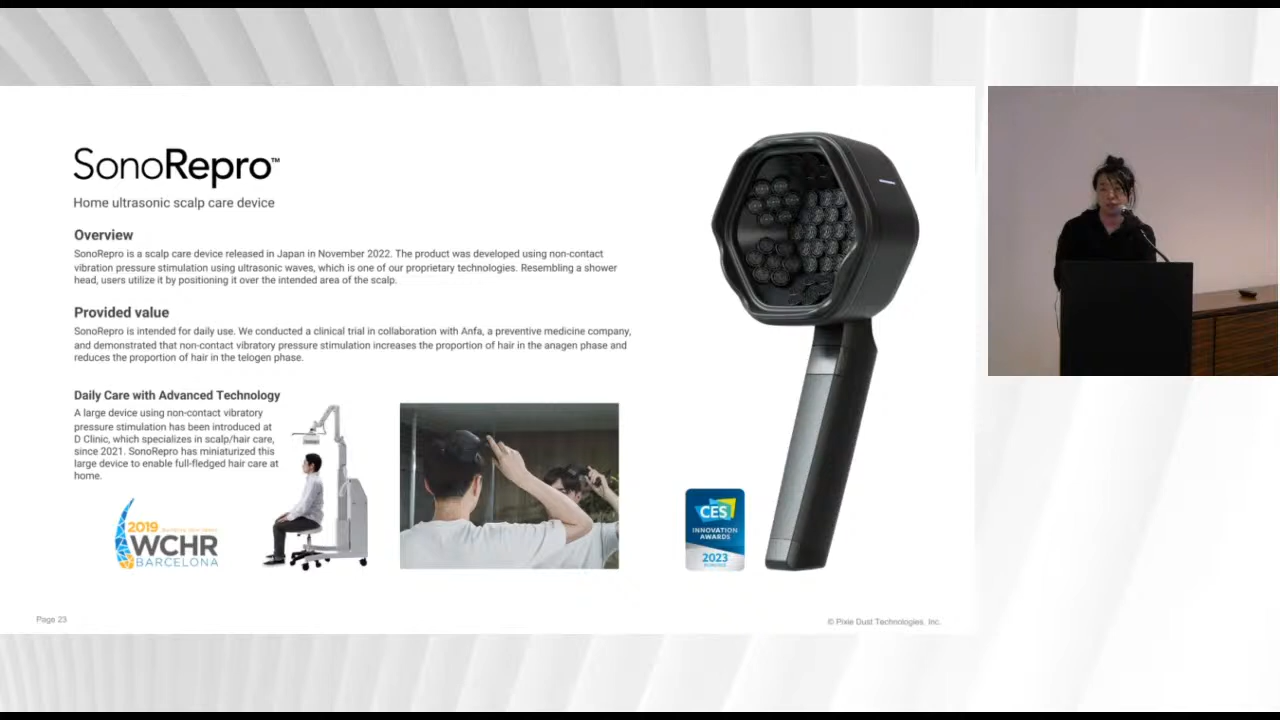 SonoRepro™
Home ultrasonic scalp care device
Overview
SonoRepro is a scalp care device released in Japan in November 2022. The product was developed using non-contact
vibration pressure stimulation using ultrasonic waves, which is one of our proprietary technologies. Resembling a shower
head, users utilize it by positioning it over the intended area of the scalp.
Provided value
SonoRepro is intended for daily use. We conducted a clinical trial in collaboration with Anfa, a preventive medicine company,
and demonstrated that non-contact vibratory pressure stimulation increases the proportion of hair in the anagen phase and
reduces the proportion of hair in the telogen phase.
Daily Care with Advanced Technology
A large device using non-contact vibratory
pressure stimulation has been introduced at
D Clinic, which specializes in scalp/hair care,
since 2021. SonoRepro has miniaturized this
large device to enable full-fledged hair care at
home.
2019
WCHR
BARCELONA
CES
INNOVATION
AWARDS
2023
Page 23
© Pixie Dust Technologies, Inc.